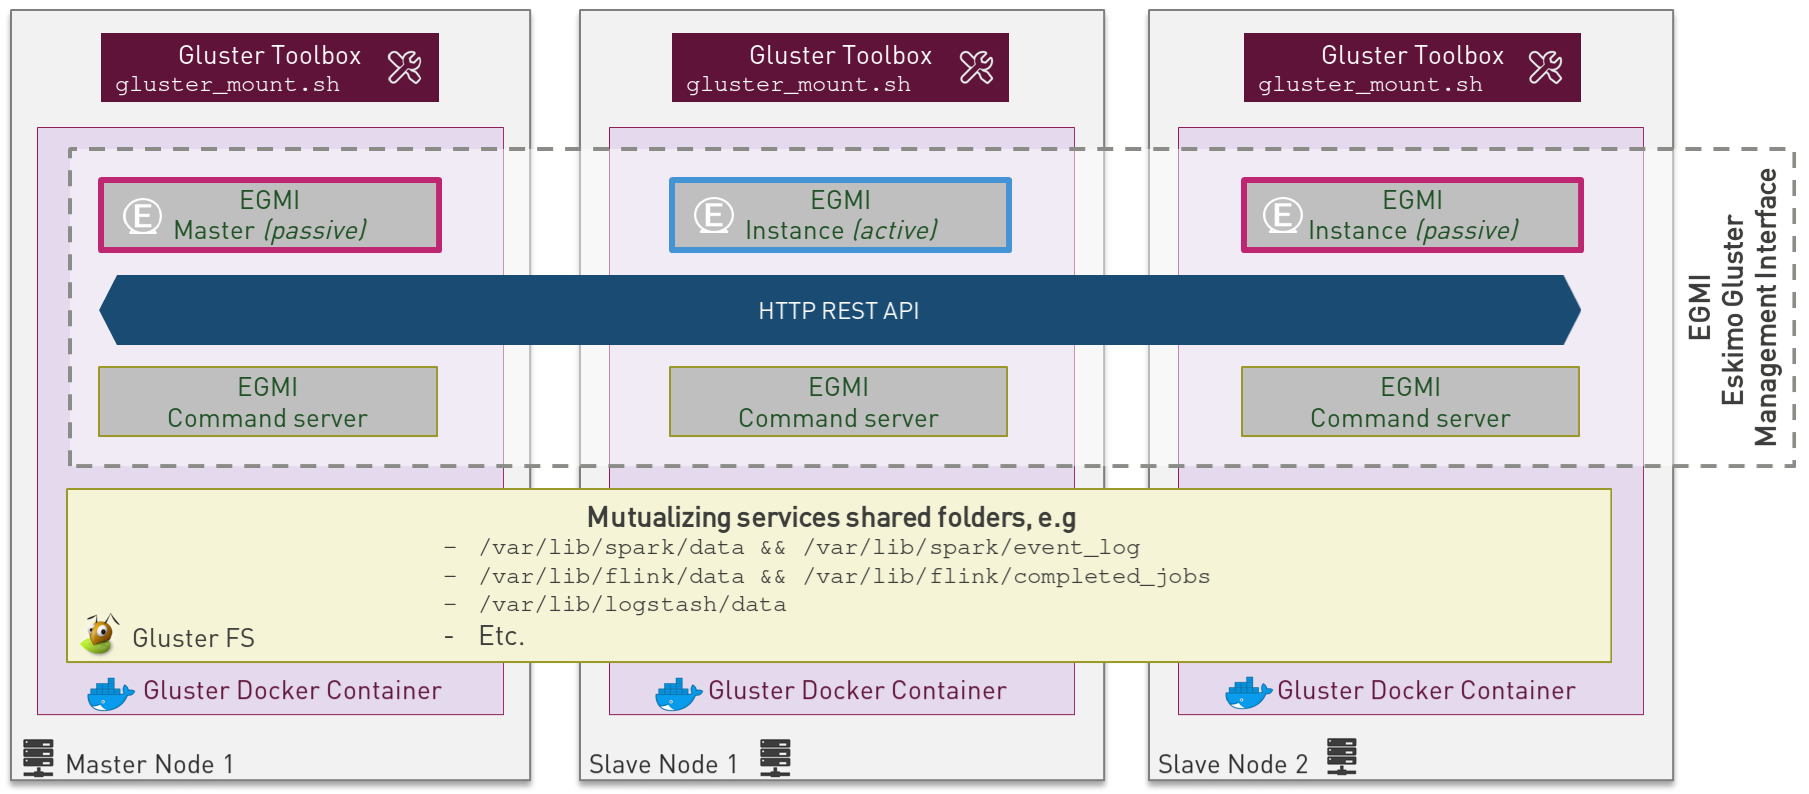 Gluster Toolbox
gluster_mount.sh
Gluster Toolbox
gluster_mount.sh
Gluster Toolbox
gluster_mount.sh
E
EGMI
Master (passive)
E
EGMI
Instance (active)
E
EGMI
Instance (passive)
HTTP REST API
EGMI
Command server
EGMI
Command server
EGMI
Command server
EGMI
Eskimo Gluster
Management Interface
Mutualizing services shared folders, e.g
– /var/lib/spark/data && /var/lib/spark/event_log
– /var/lib/flink/data && /var/lib/flink/completed_jobs
– /var/lib/logstash/data
- Etc.
Gluster FS
Gluster Docker Container
Gluster Docker Container
Gluster Docker Container
Master Node 1
Slave Node 1
Slave Node 2